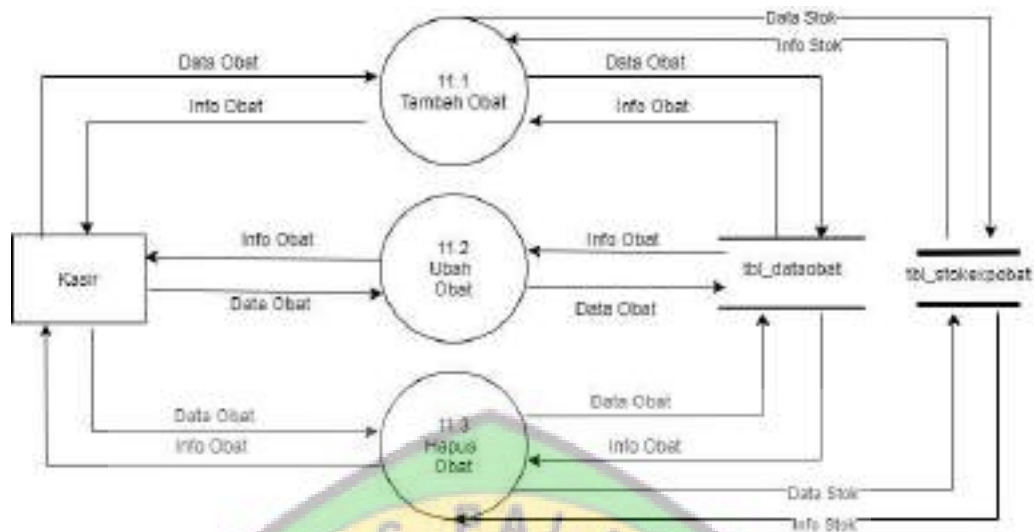 Data Stok
Info Stok
Data Obat
11.1
Tambah Obat
Data Obat
Info Obat
Info Obat
Kasir
Info Obat
11.2
Ubah
Obat
Info Obat
tbl_dataobat
tbl_stokexpobat
Data Obat
Data Obat
Data Obat
Info Obat
11.3
Hapus
Obat
Data Obat
Info Obat
Data Stok
Info Stok